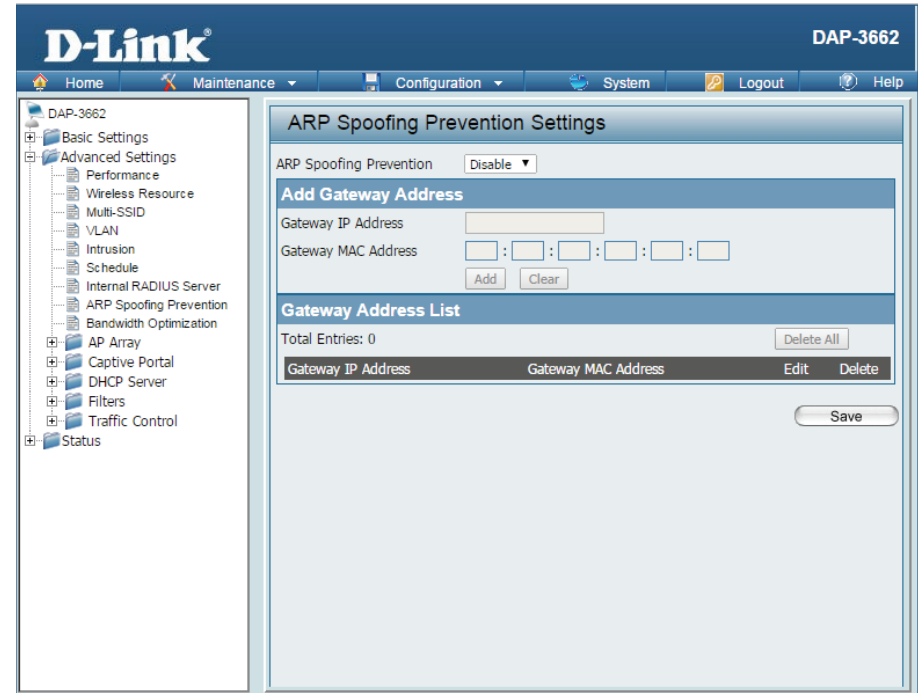 D-Link®
DAP-3662
Home Maintenance Configuration System Logout Help
DAP-3662
Basic Settings
Advanced Settings
Performance
Wireless Resource
Multi-SSID
VLAN
Intrusion
Schedule
Internal RADIUS Server
ARP Spoofing Prevention
Bandwidth Optimization
AP Array
Captive Portal
DHCP Server
Filters
Traffic Control
Status
ARP Spoofing Prevention Settings
ARP Spoofing Prevention Disable
Add Gateway Address
Gateway IP Address
Gateway MAC Address : : : : :
Add Clear
Gateway Address List
Total Entries: 0 Delete All
Gateway IP Address Gateway MAC Address Edit Delete
Save